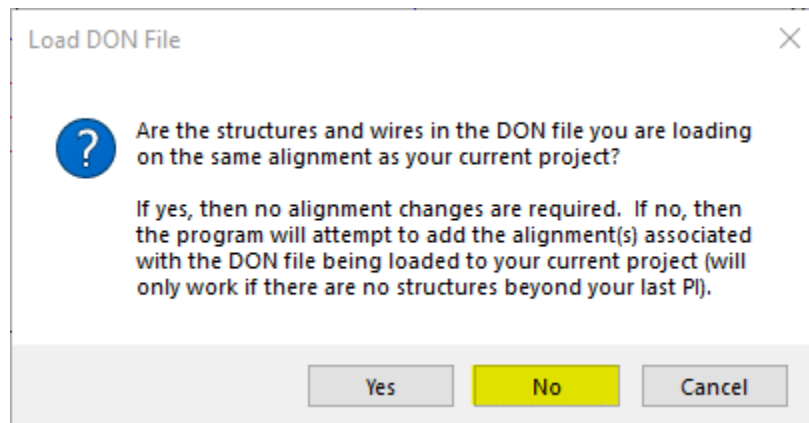 Load DON File
Are the structures and wires in the DON file you are loading
on the same alignment as your current project?
If yes, then no alignment changes are required.  If no, then
the program will attempt to add the alignment(s) associated
with the DON file being loaded to your current project (will
only work if there are no structures beyond your last PI).
Yes No Cancel